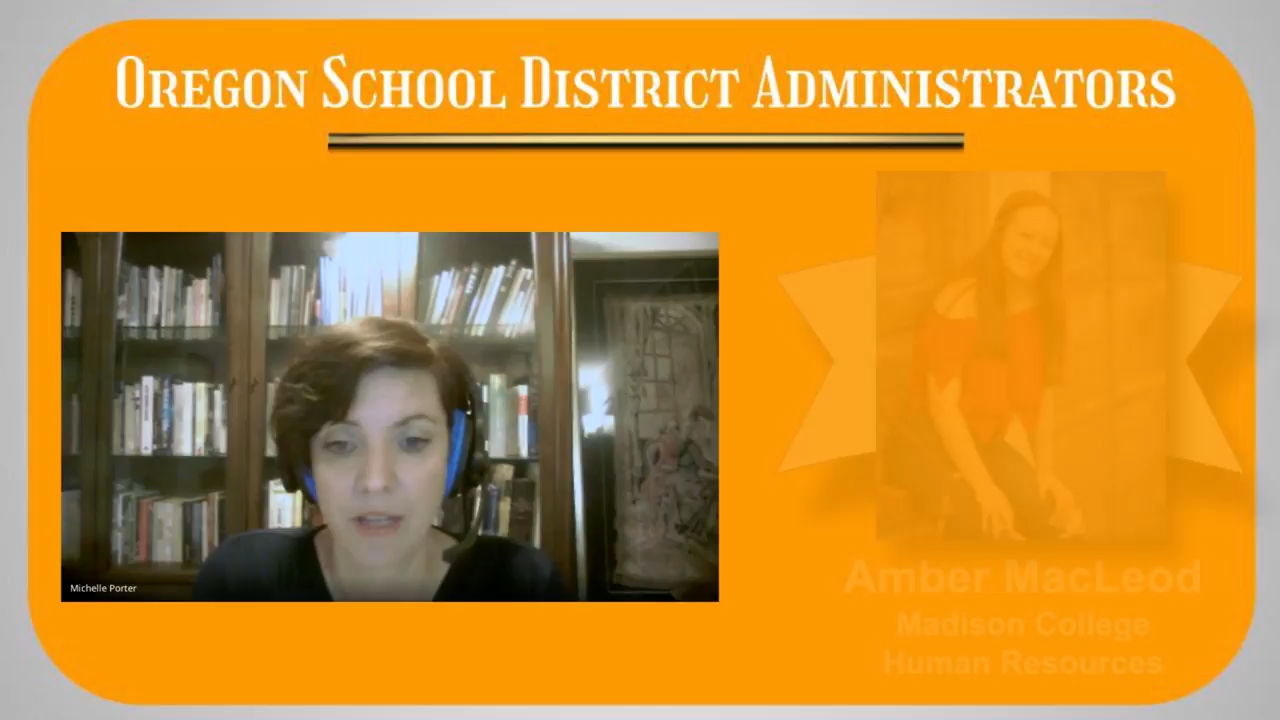 OREGON SCHOOL DISTRICT ADMINISTRATORS
Michelle Porter
Amber MacLeod
Madison College
Human Resources